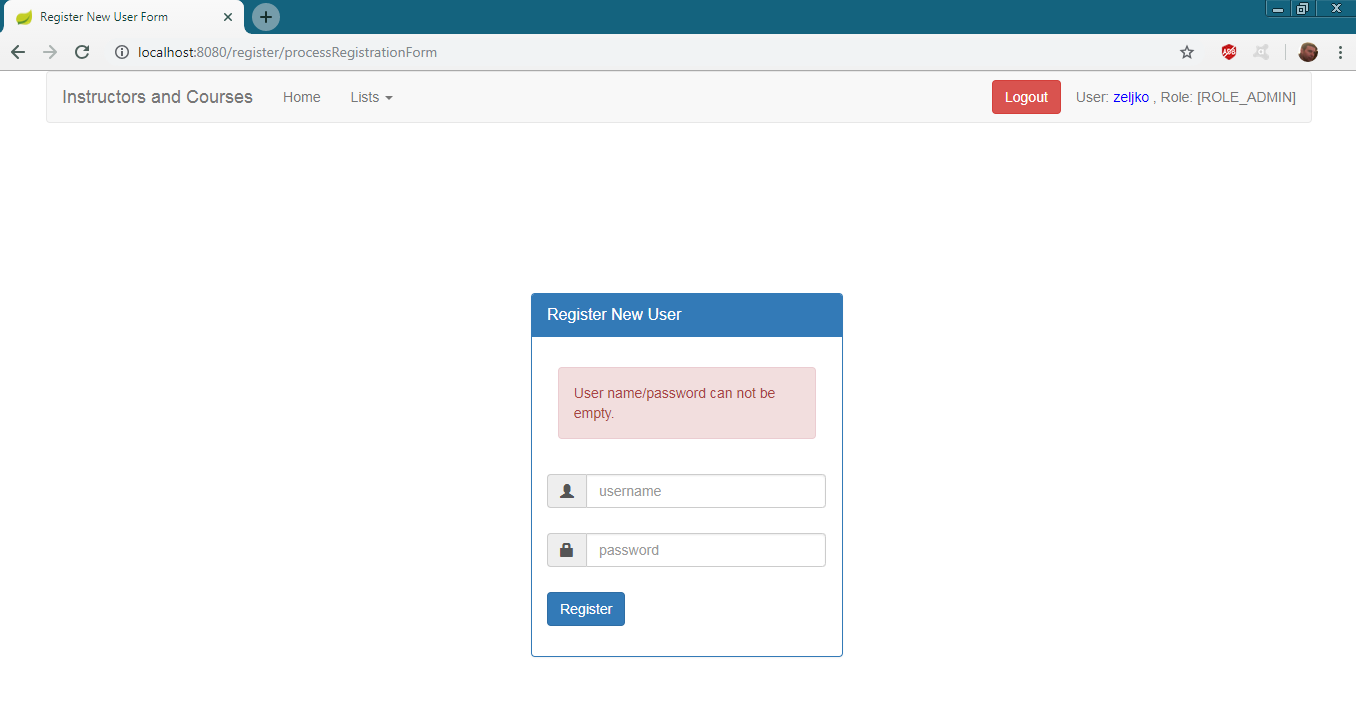 Register New User Form
localhost:8080/register/processRegistrationForm
ABP
Instructors and Courses Home Lists Logout User: zeljko , Role: [ROLE_ADMIN]
Register New User
User name/password can not be
empty.
username
password
Register